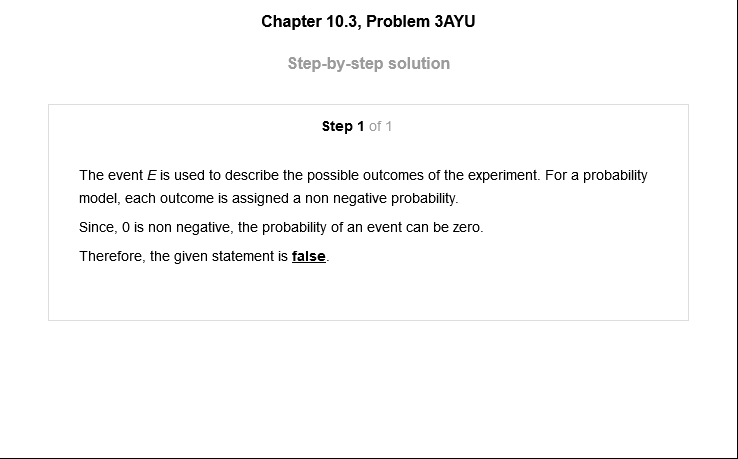 Chapter 10.3, Problem 3AYU
Step-by-step solution
Step 1 of 1
The event E is used to describe the possible outcomes of the experiment. For a probability
model, each outcome is assigned a non negative probability.
Since, 0 is non negative, the probability of an event can be zero.
Therefore, the given statement is false.